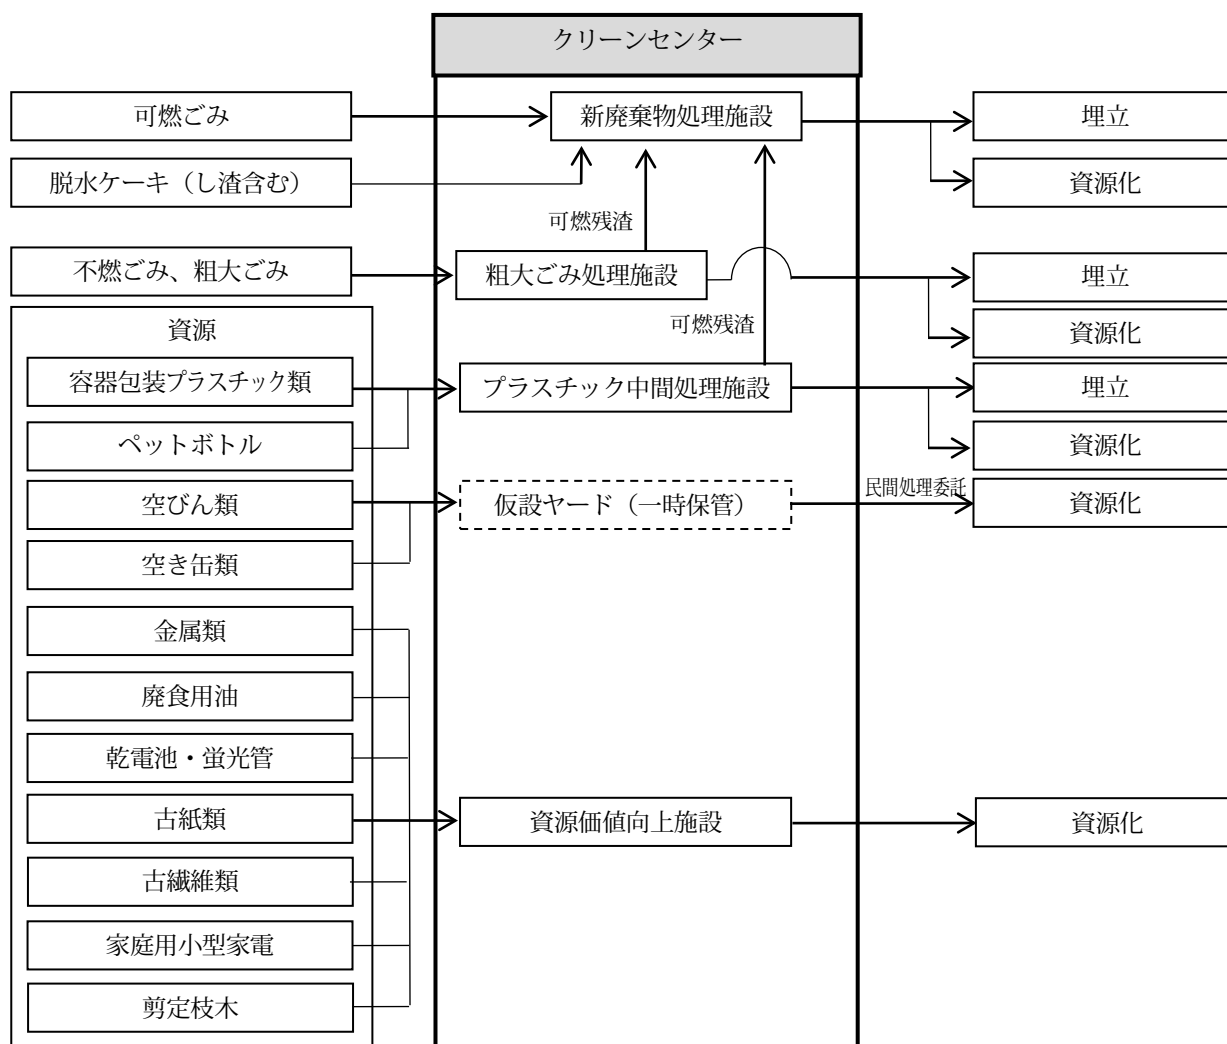 クリーンセンター
可燃ごみ
新廃棄物処理施設
埋立
脱水ケーキ（し渣含む）
資源化
可燃残渣
不燃ごみ、粗大ごみ
粗大ごみ処理施設
埋立
可燃残渣
資源化
資源
容器包装プラスチック類
プラスチック中間処理施設
埋立
ペットボトル
資源化
空びん類
仮設ヤード（一時保管）
民間処理委託
資源化
空き缶類
金属類
廃食用油
乾電池・蛍光管
古紙類
資源価値向上施設
資源化
古繊維類
家庭用小型家電
剪定枝木